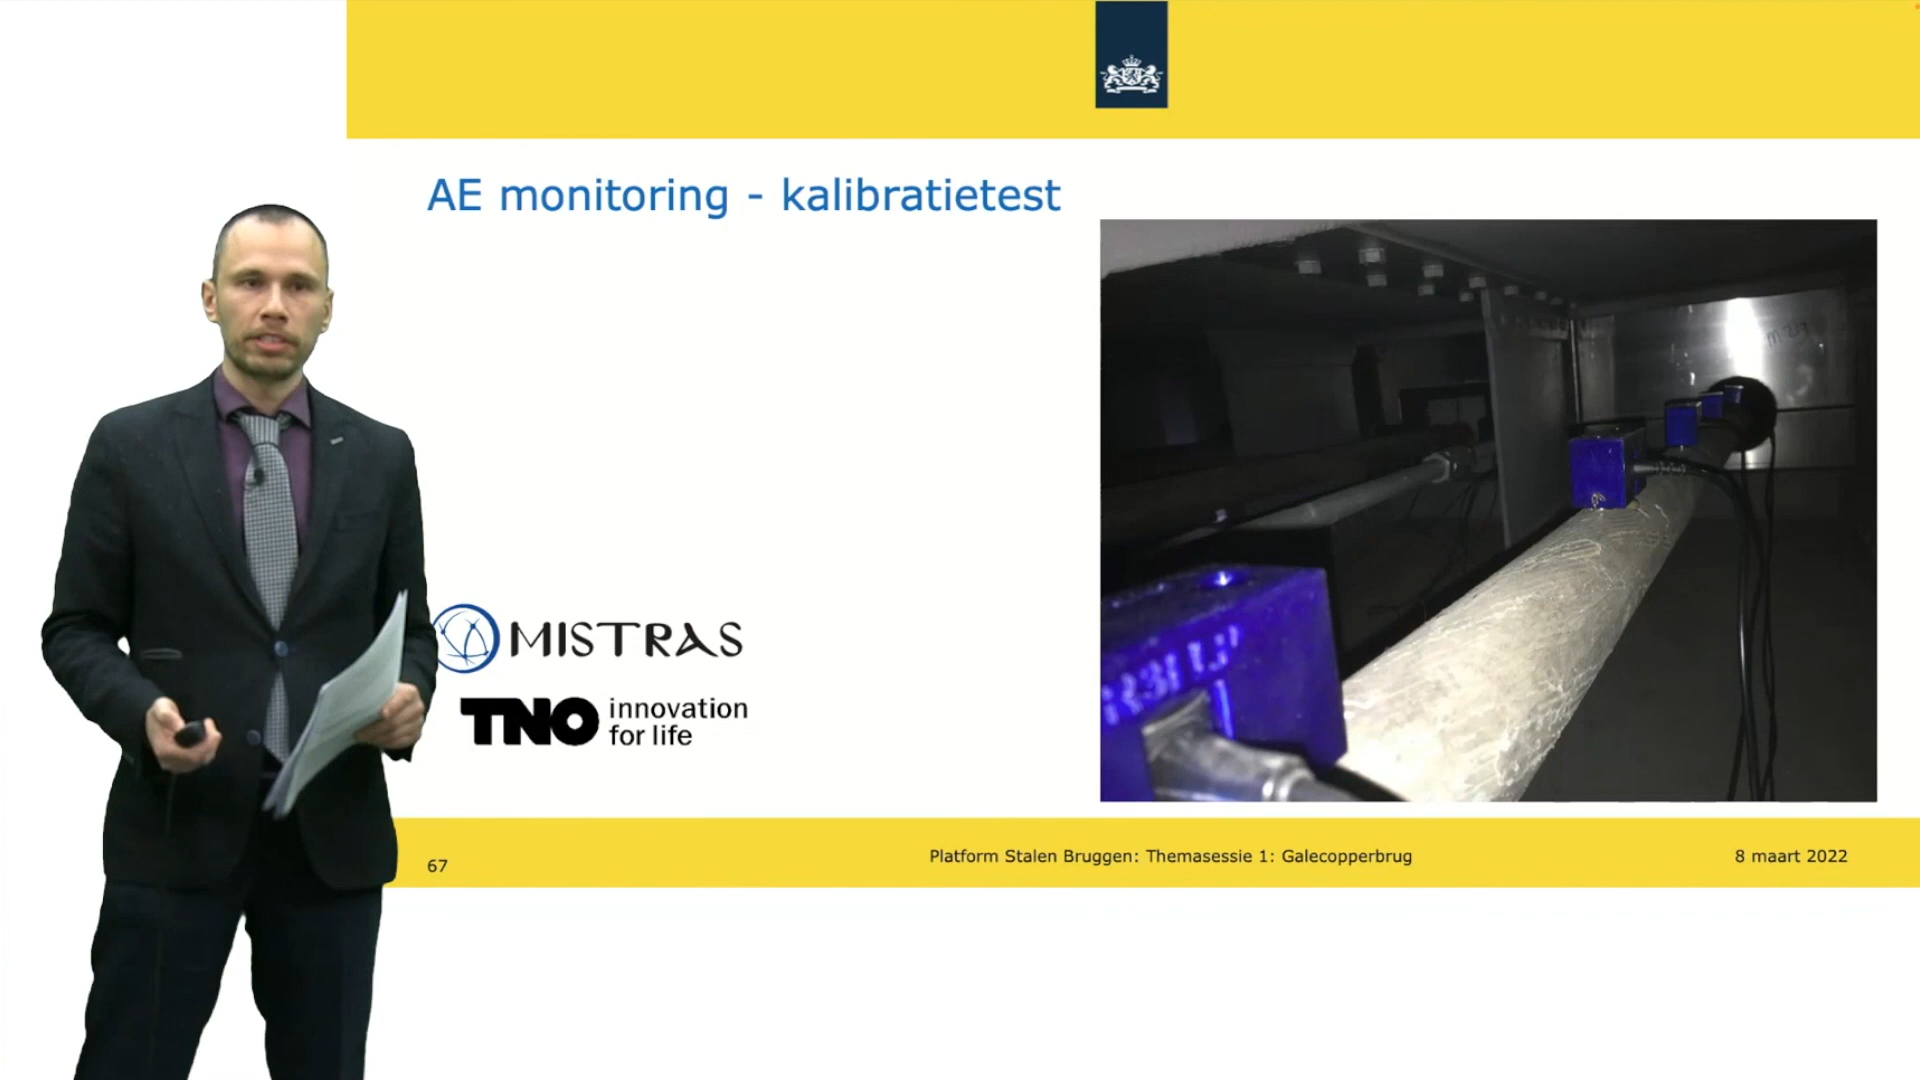 AE monitoring - kalibratietest
MISTRAS
TNO innovation
for life
67
Platform Stalen Bruggen: Themasessie 1: Galecopperbrug
8 maart 2022